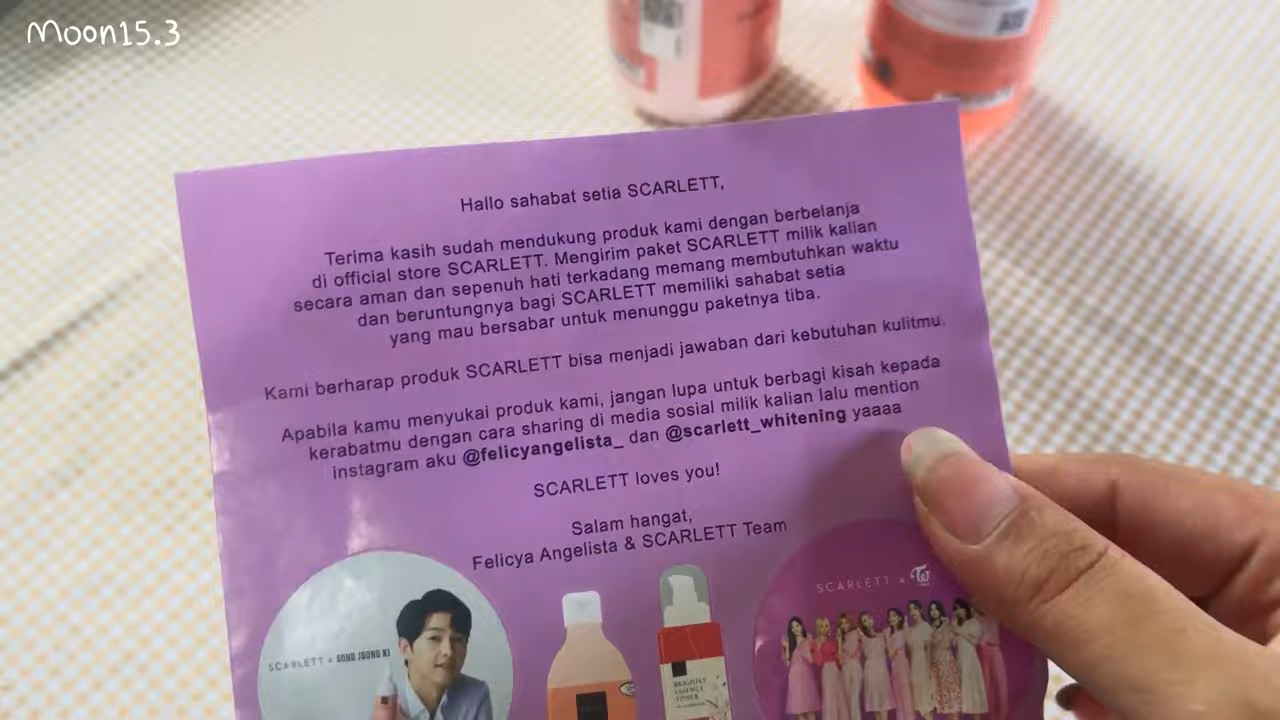 Moon15.3
Hallo sahabat setia SCARLETT,
Terima kasih sudah mendukung produk kami dengan berbelanja
di official store SCARLETT. Mengirim paket SCARLETT milik kalian
secara aman dan sepenuh hati terkadang memang membutuhkan waktu
dan beruntungnya bagi SCARLETT memiliki sahabat setia
yang mau bersabar untuk menunggu paketnya tiba.
Kami berharap produk SCARLETT bisa menjadi jawaban dari kebutuhan kulitmu.
Apabila kamu menyukai produk kami, jangan lupa untuk berbagi kisah kepada
kerabatmu dengan cara sharing di media sosial milik kalian lalu mention
instagram aku @felicyangelista_ dan @scarlett_whitening yaaaa
SCARLETT loves you!
Salam hangat,
Felicya Angelista & SCARLETT Team
SCARLETT x SONG JOONG KI
SCARLETT x
BRIGHTLY
ESSENCE
TONER